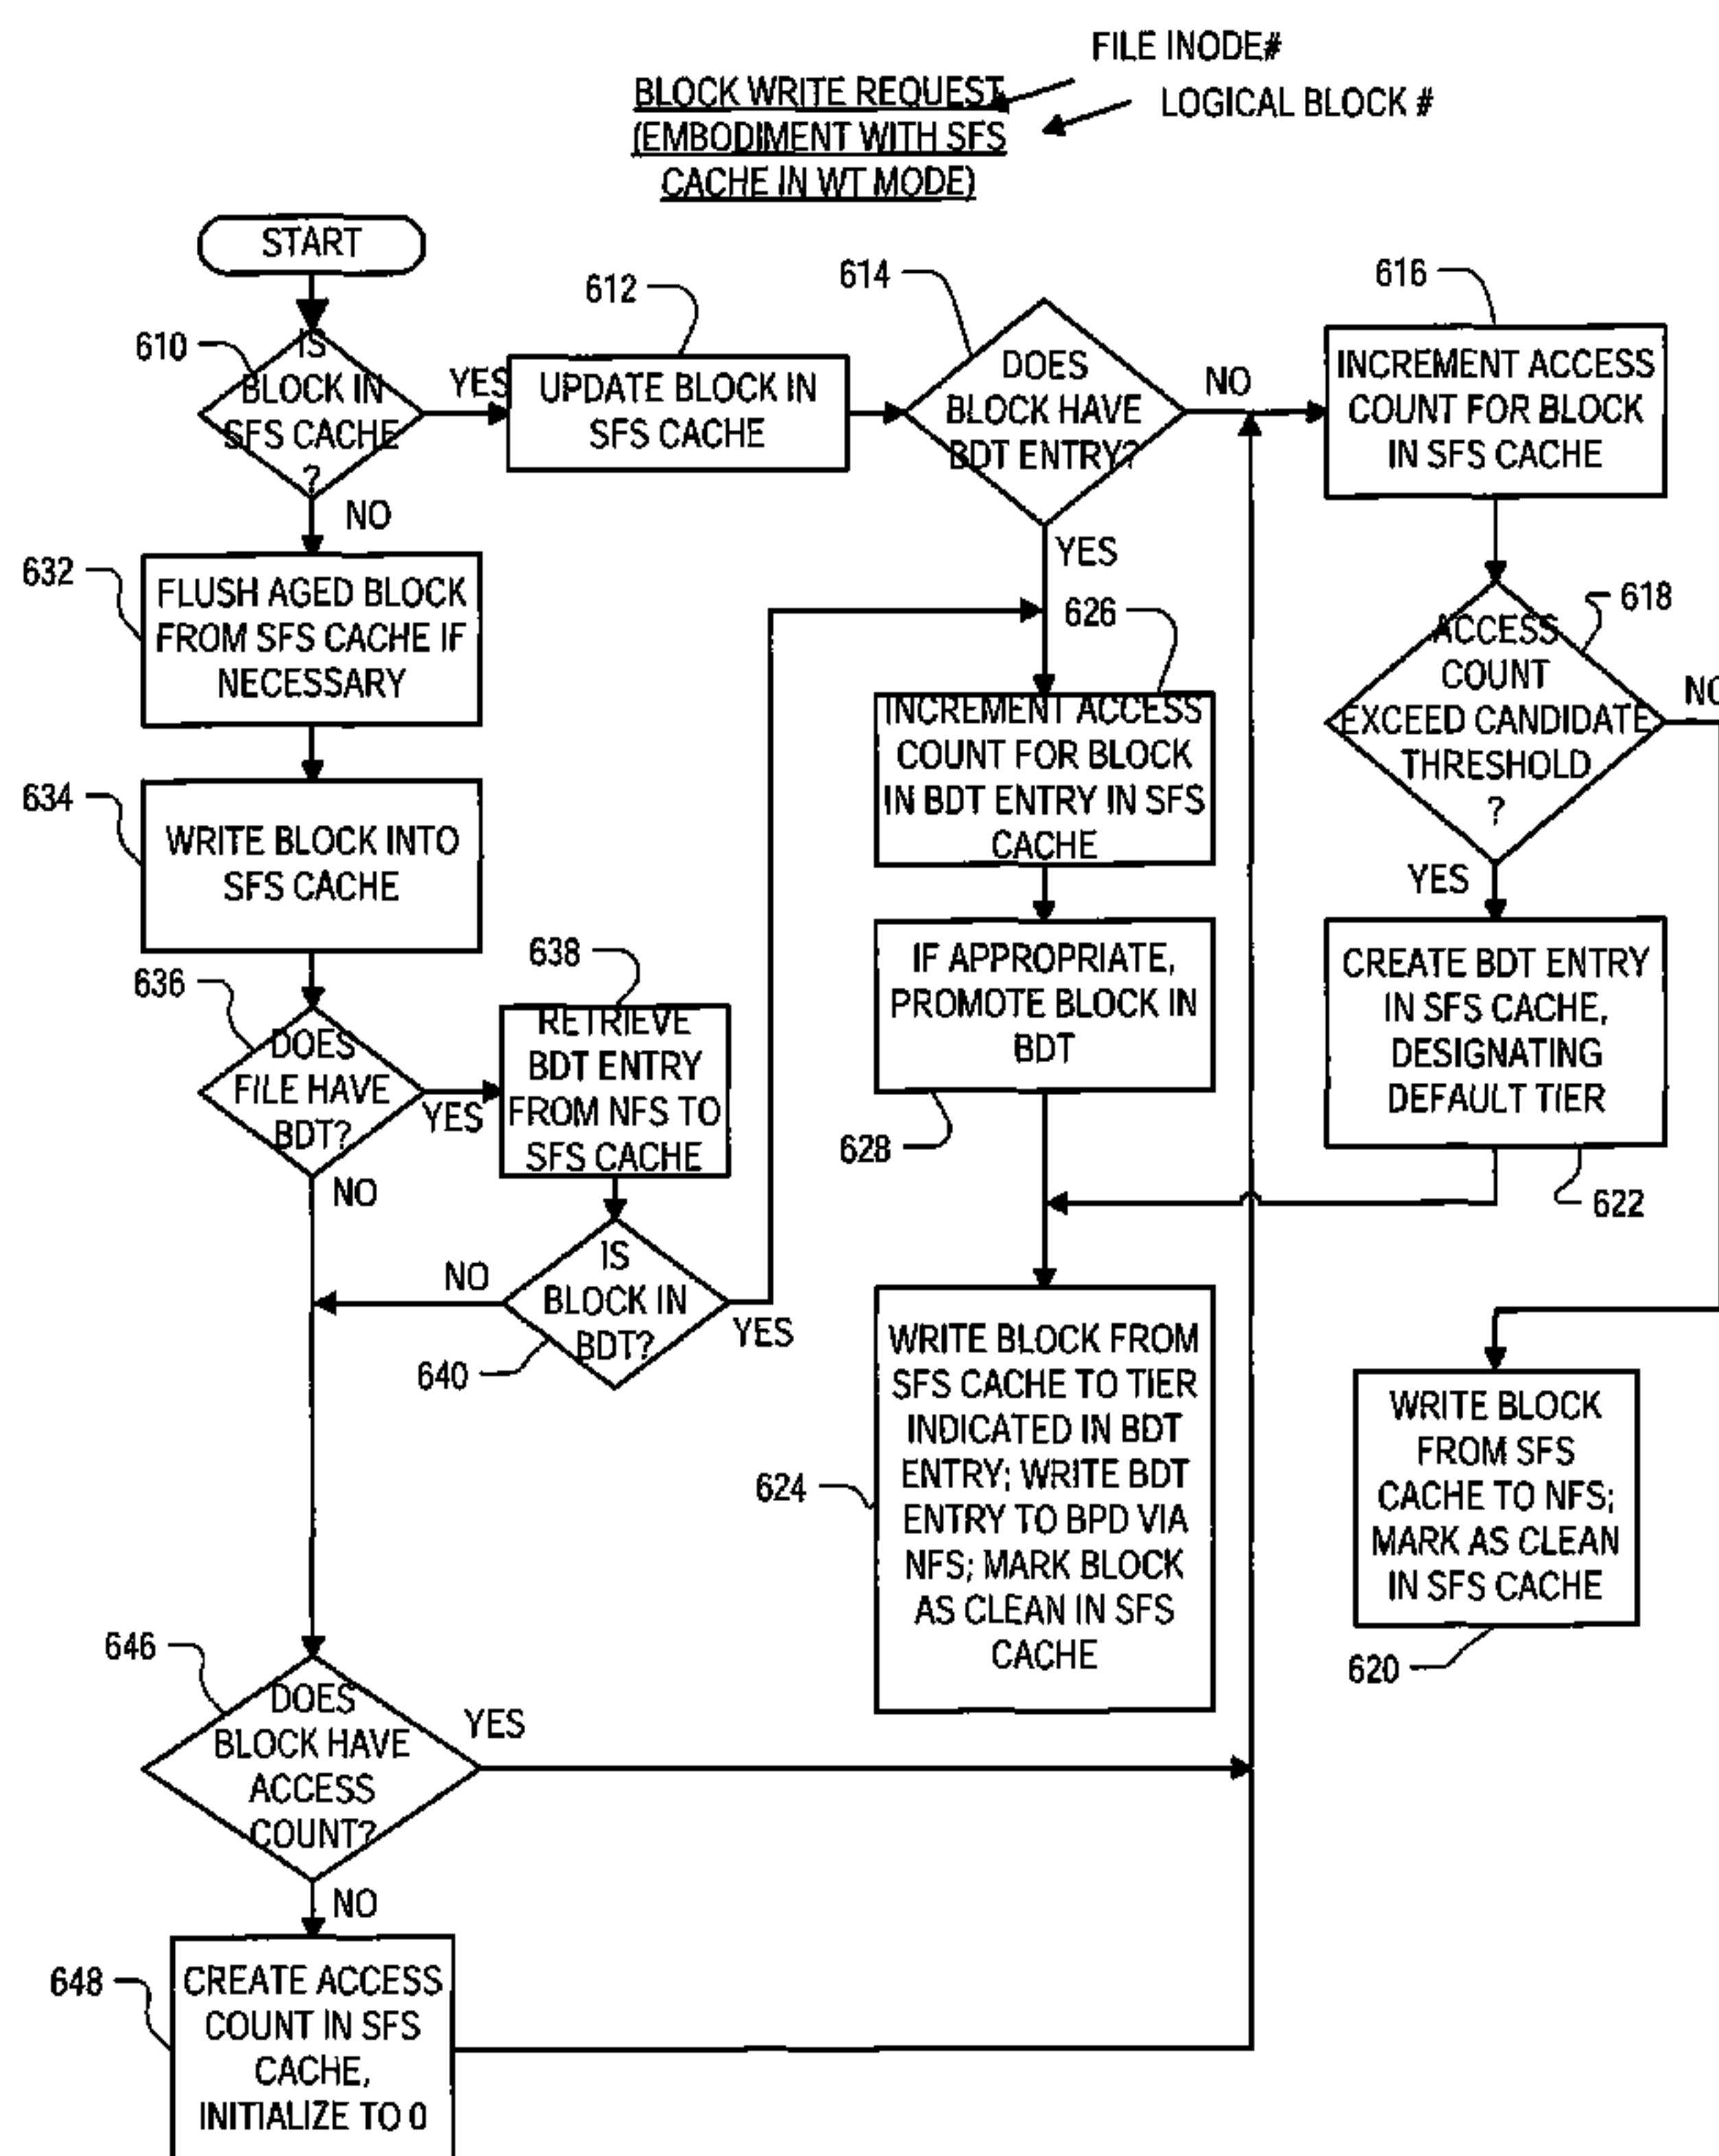 FILE INODE#
LOGICAL BLOCK #
BLOCK WRITE REQUEST
(EMBODIMENT WITH SFS
CACHE IN WT MODE)
START
610
IS
BLOCK IN
SFS CACHE
?
YES
NO
612
UPDATE BLOCK IN
SFS CACHE
614
DOES
BLOCK HAVE
BDT ENTRY?
NO
YES
616
INCREMENT ACCESS
COUNT FOR BLOCK
IN SFS CACHE
618
ACCESS
COUNT
EXCEED CANDIDATE
THRESHOLD
?
NO
YES
632
FLUSH AGED BLOCK
FROM SFS CACHE IF
NECESSARY
626
INCREMENT ACCESS
COUNT FOR BLOCK
IN BDT ENTRY IN SFS
CACHE
634
WRITE BLOCK INTO
SFS CACHE
628
IF APPROPRIATE,
PROMOTE BLOCK IN
BDT
CREATE BDT ENTRY
IN SFS CACHE,
DESIGNATING
DEFAULT TIER
622
636
DOES
FILE HAVE
BDT?
YES
NO
638
RETRIEVE
BDT ENTRY
FROM NFS TO
SFS CACHE
640
IS
BLOCK IN
BDT?
NO
YES
624
WRITE BLOCK FROM
SFS CACHE TO TIER
INDICATED IN BDT
ENTRY; WRITE BDT
ENTRY TO BPD VIA
NFS; MARK BLOCK
AS CLEAN IN SFS
CACHE
WRITE BLOCK
FROM SFS
CACHE TO NFS;
MARK AS CLEAN
IN SFS CACHE
620
646
DOES
BLOCK HAVE
ACCESS
COUNT?
YES
NO
648
CREATE ACCESS
COUNT IN SFS
CACHE,
INITIALIZE TO 0